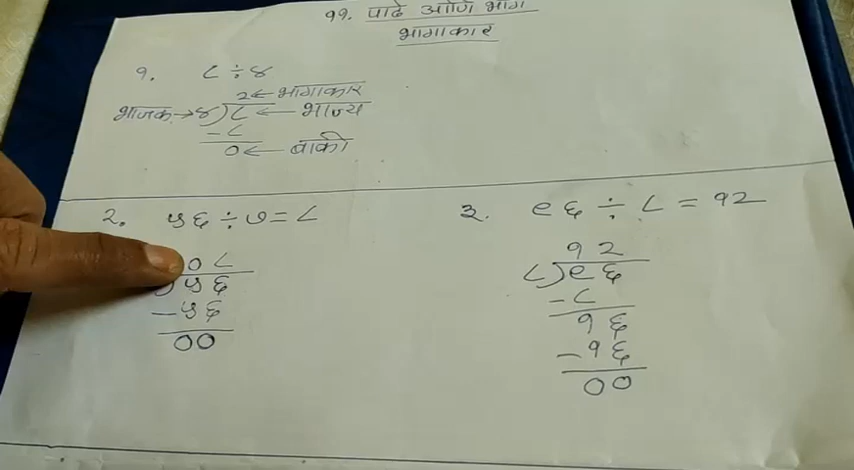 ११. पाढे आणि भाग
भागाकार
१. ८ ÷ ४
२ ← भागाकार
भाजक → ४) ८ ← भाज्य
- ८
० ← बाकी
२. ५६ ÷ ७ = ८
०८
) ५६
- ५६
००
३. ९६ ÷ ८ = १२
१२
८) ९६
- ८
१६
- १६
००